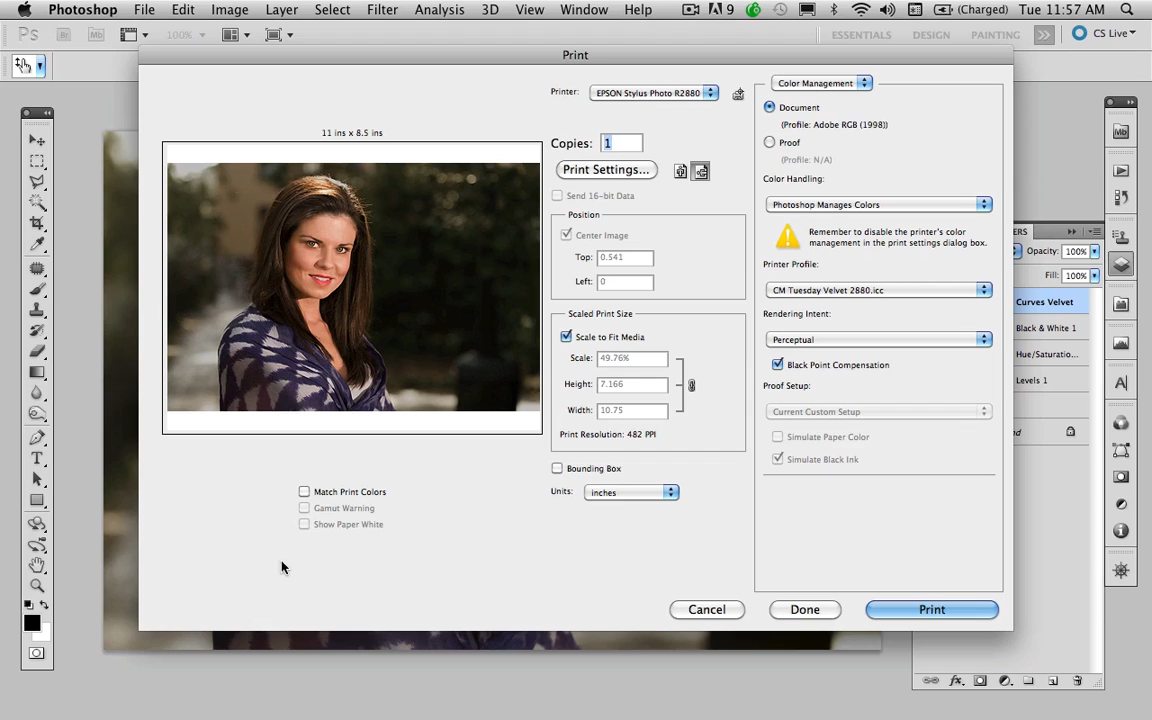 Photoshop File Edit Image Layer Select Filter Analysis 3D View Window Help 9 (Charged) Tue 11:57 AM
Ps Br Mb 100% ESSENTIALS DESIGN PAINTING CS Live
Print
Printer: EPSON Stylus Photo R2880
Copies: 1
Print Settings...
Send 16-bit Data
Position
Center Image
Top: 0.541
Left: 0
Scaled Print Size
Scale to Fit Media
Scale: 49.76%
Height: 7.166
Width: 10.75
Print Resolution: 482 PPI
Bounding Box
Units: inches
11 ins x 8.5 ins
Match Print Colors
Gamut Warning
Show Paper White
Color Management
Document
(Profile: Adobe RGB (1998))
Proof
(Profile: N/A)
Color Handling:
Photoshop Manages Colors
Remember to disable the printer's color
management in the print settings dialog box.
Printer Profile:
CM Tuesday Velvet 2880.icc
Rendering Intent:
Perceptual
Black Point Compensation
Proof Setup:
Current Custom Setup
Simulate Paper Color
Simulate Black Ink
Cancel Done Print
Mb
ERS
Opacity: 100%
Fill: 100%
Curves Velvet
Black & White 1
Hue/Saturatio...
Levels 1
nd
fx